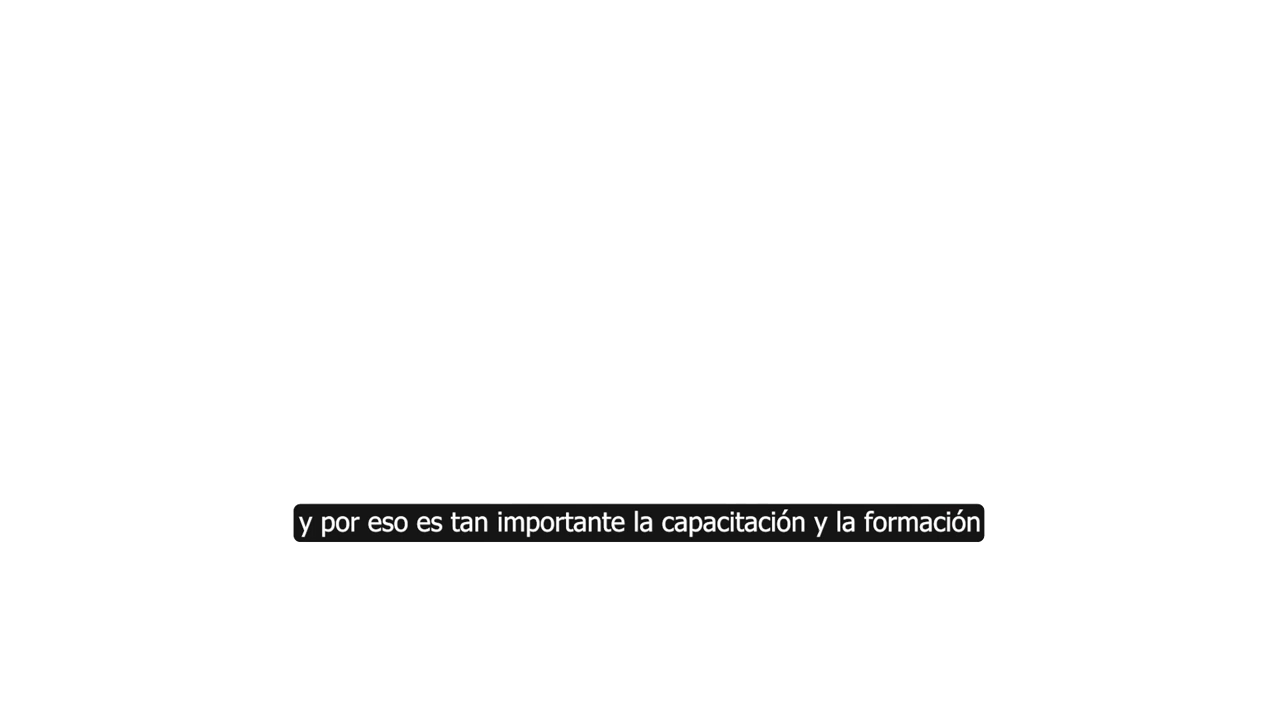 y por eso es tan importante la capacitación y la formación